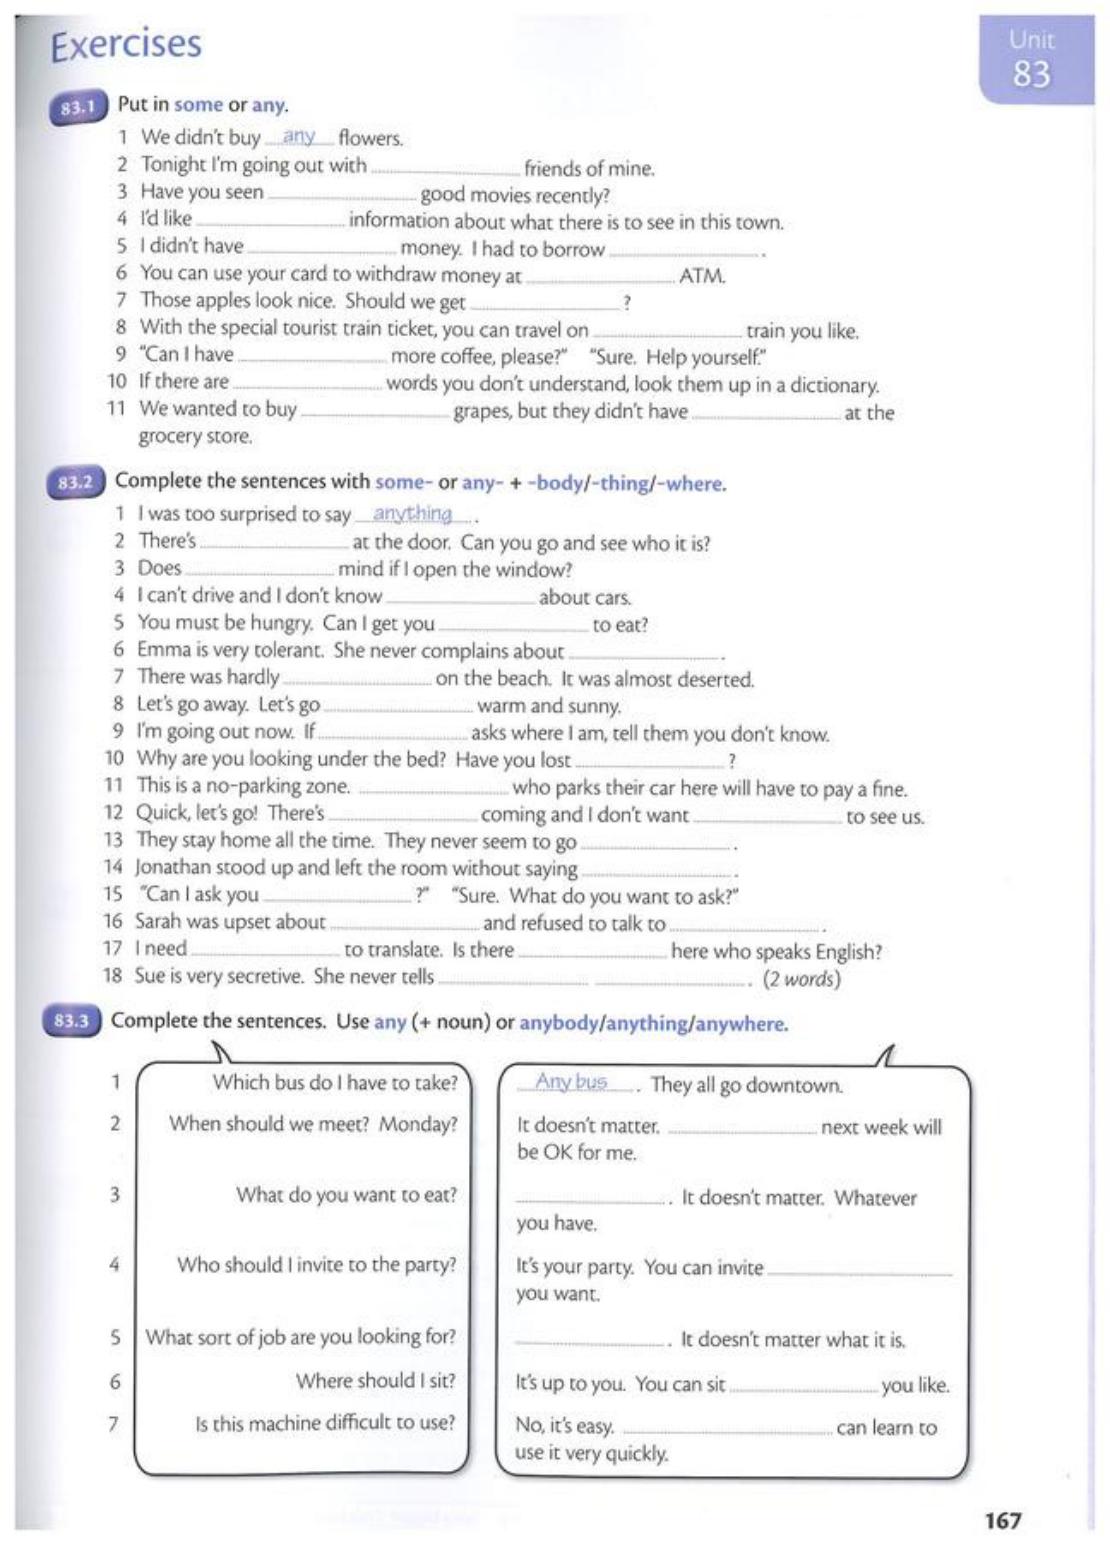 Exercises
Unit
83
83.1 Put in some or any.
1 We didn't buy any flowers.
2 Tonight I'm going out with friends of mine.
3 Have you seen good movies recently?
4 I'd like information about what there is to see in this town.
5 I didn't have money. I had to borrow .
6 You can use your card to withdraw money at ATM.
7 Those apples look nice. Should we get ?
8 With the special tourist train ticket, you can travel on train you like.
9 "Can I have more coffee, please?" "Sure. Help yourself."
10 If there are words you don't understand, look them up in a dictionary.
11 We wanted to buy grapes, but they didn't have at the
grocery store.
83.2 Complete the sentences with some- or any- + -body/-thing/-where.
1 I was too surprised to say anything .
2 There's at the door. Can you go and see who it is?
3 Does mind if I open the window?
4 I can't drive and I don't know about cars.
5 You must be hungry. Can I get you to eat?
6 Emma is very tolerant. She never complains about .
7 There was hardly on the beach. It was almost deserted.
8 Let's go away. Let's go warm and sunny.
9 I'm going out now. If asks where I am, tell them you don't know.
10 Why are you looking under the bed? Have you lost ?
11 This is a no-parking zone. who parks their car here will have to pay a fine.
12 Quick, let's go! There's coming and I don't want to see us.
13 They stay home all the time. They never seem to go .
14 Jonathan stood up and left the room without saying .
15 "Can I ask you ?" "Sure. What do you want to ask?"
16 Sarah was upset about and refused to talk to .
17 I need to translate. Is there here who speaks English?
18 Sue is very secretive. She never tells . (2 words)
83.3 Complete the sentences. Use any (+ noun) or anybody/anything/anywhere.
1 Which bus do I have to take? Any bus . They all go downtown.
2 When should we meet? Monday? It doesn't matter. next week will
be OK for me.
3 What do you want to eat? . It doesn't matter. Whatever
you have.
4 Who should I invite to the party? It's your party. You can invite
you want.
5 What sort of job are you looking for? . It doesn't matter what it is.
6 Where should I sit? It's up to you. You can sit you like.
7 Is this machine difficult to use? No, it's easy. can learn to
use it very quickly.
167